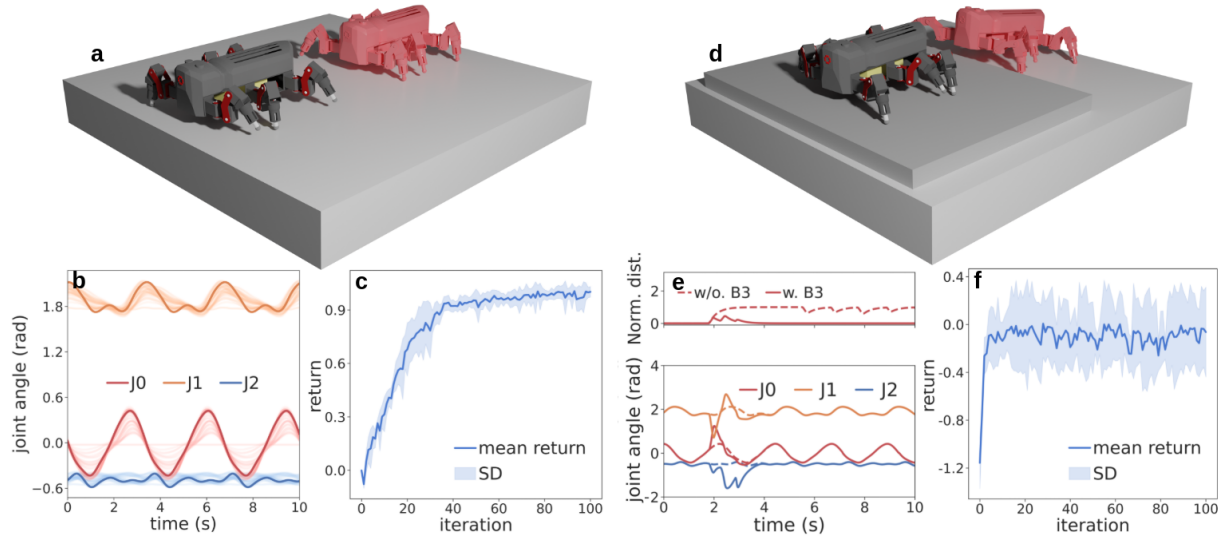 a
d
b
1.8
1.2
0.6
0.0
−0.6
joint angle (rad)
J0 J1 J2
0 2 4 6 8 10
time (s)
c
0.9
0.6
0.3
0.0
return
mean return
SD
0 20 40 60 80 100
iteration
e
Norm. dist.
2
0
w/o. B3 w. B3
joint angle (rad)
4
2
0
-2
J0 J1 J2
0 2 4 6 8 10
time (s)
f
0.4
0.0
-0.4
-0.8
-1.2
return
mean return
SD
0 20 40 60 80 100
iteration